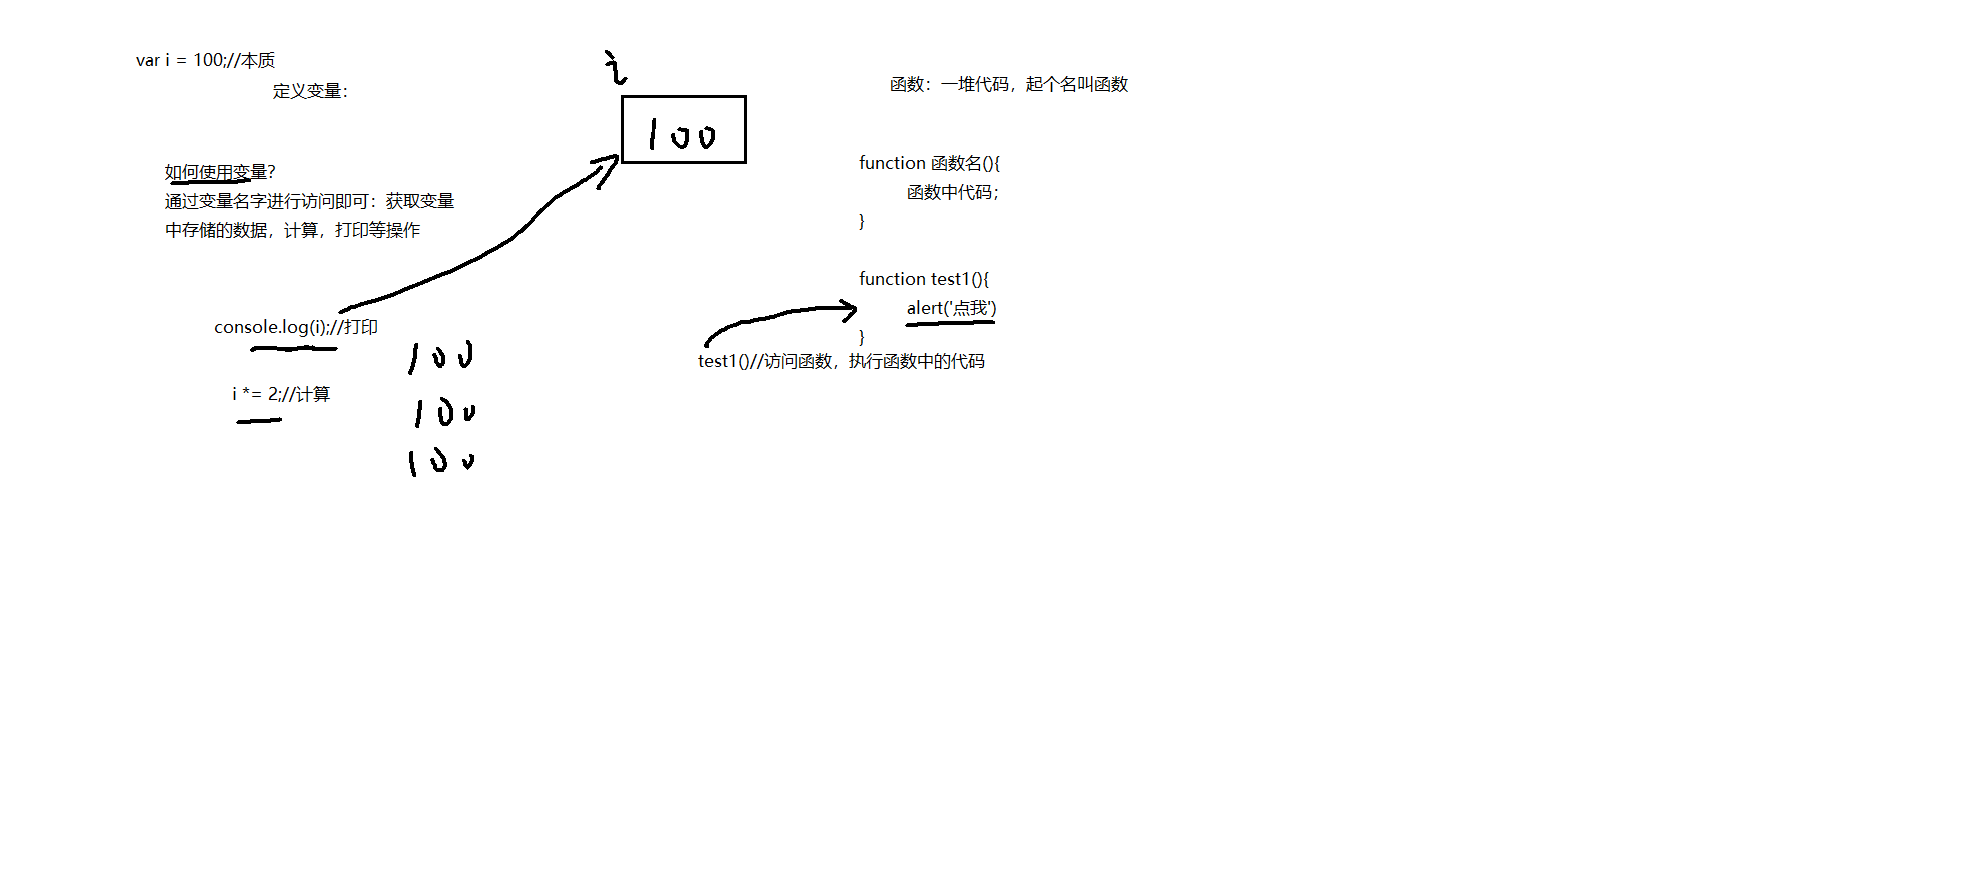 var i = 100;//本质
定义变量：
如何使用变量？
通过变量名字进行访问即可：获取变量
中存储的数据，计算，打印等操作
console.log(i);//打印
i *= 2;//计算
100
100
100
i
100
函数：一堆代码，起个名叫函数
function 函数名(){
函数中代码；
}
function test1(){
alert('点我')
}
test1()//访问函数，执行函数中的代码